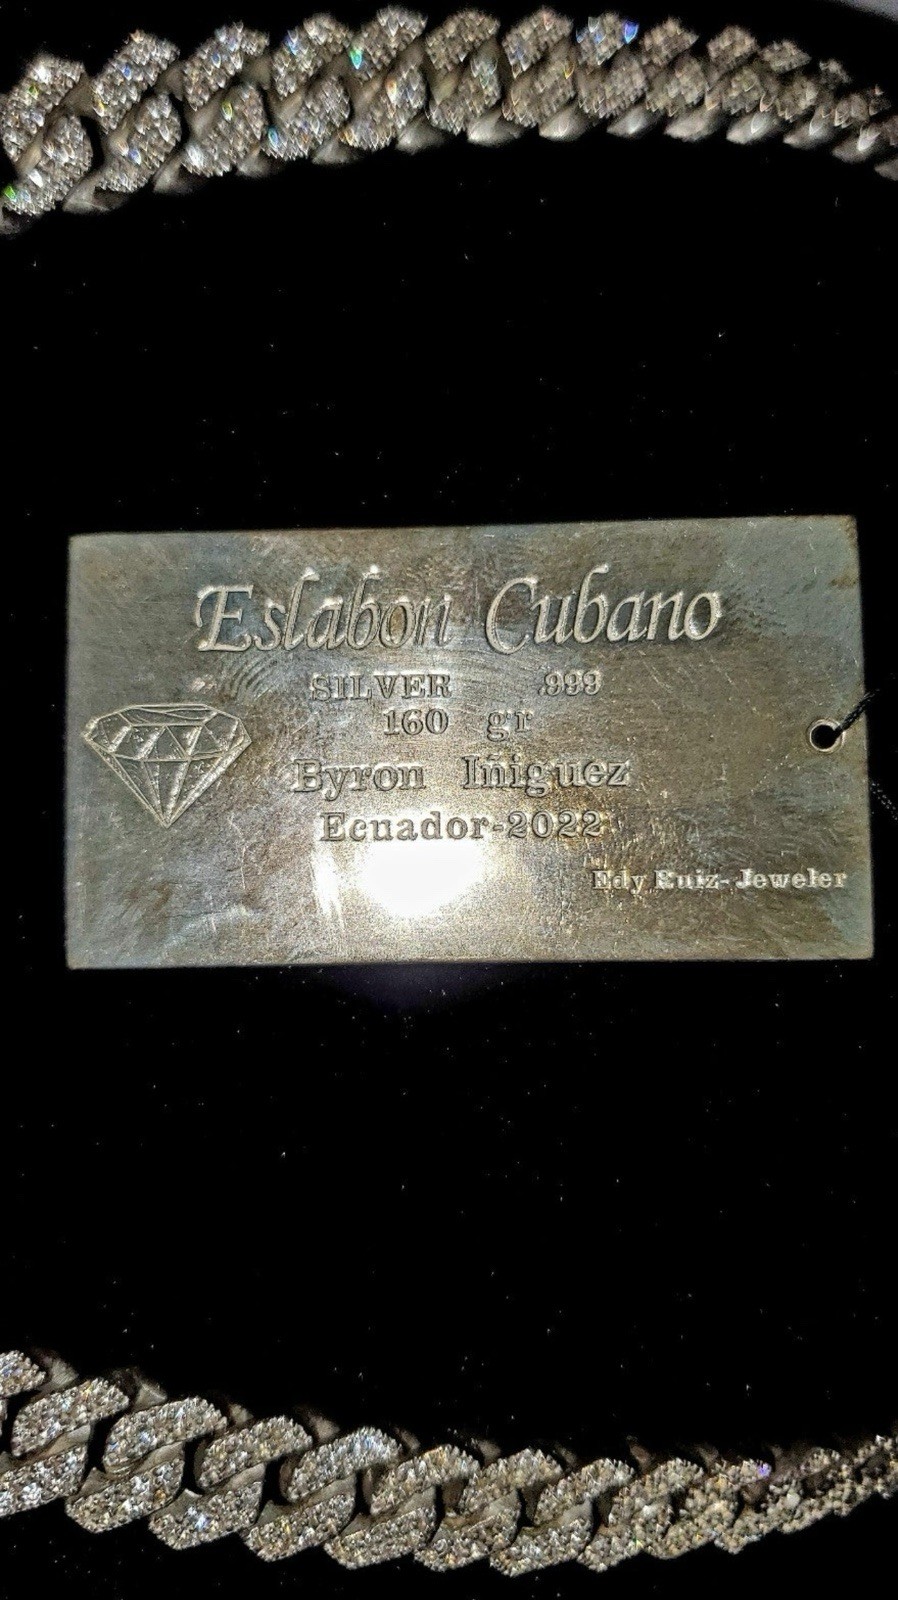 Eslabon Cubano
SILVER .999
160 gr
Byron Iñiguez
Ecuador-2022
Edy Ruiz-Jeweler